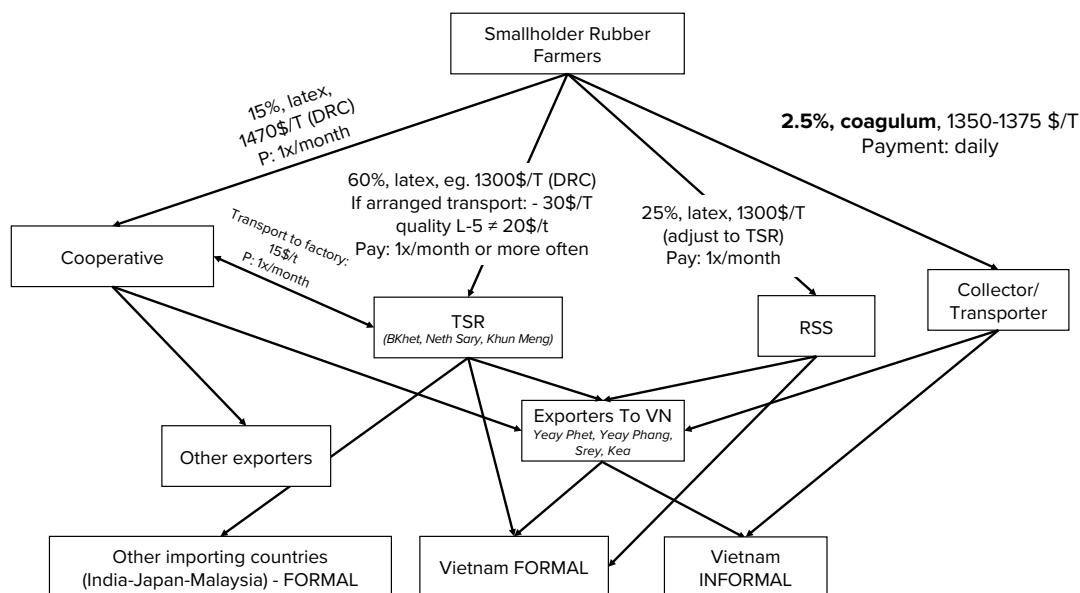 Smallholder Rubber
Farmers
15%, latex,
1470$/T (DRC)
P: 1x/month
2.5%, coagulum, 1350-1375 $/T
Payment: daily
60%, latex, eg. 1300$/T (DRC)
If arranged transport: - 30$/T
quality L-5 ≠ 20$/t
Pay: 1x/month or more often
25%, latex, 1300$/T
(adjust to TSR)
Pay: 1x/month
Transport to factory:
15$/t
P: 1x/month
Cooperative
TSR
(BKhet, Neth Sary, Khun Meng)
RSS
Collector/
Transporter
Other exporters
Exporters To VN
Yeay Phet, Yeay Phang,
Srey, Kea
Other importing countries
(India-Japan-Malaysia) - FORMAL
Vietnam FORMAL
Vietnam
INFORMAL